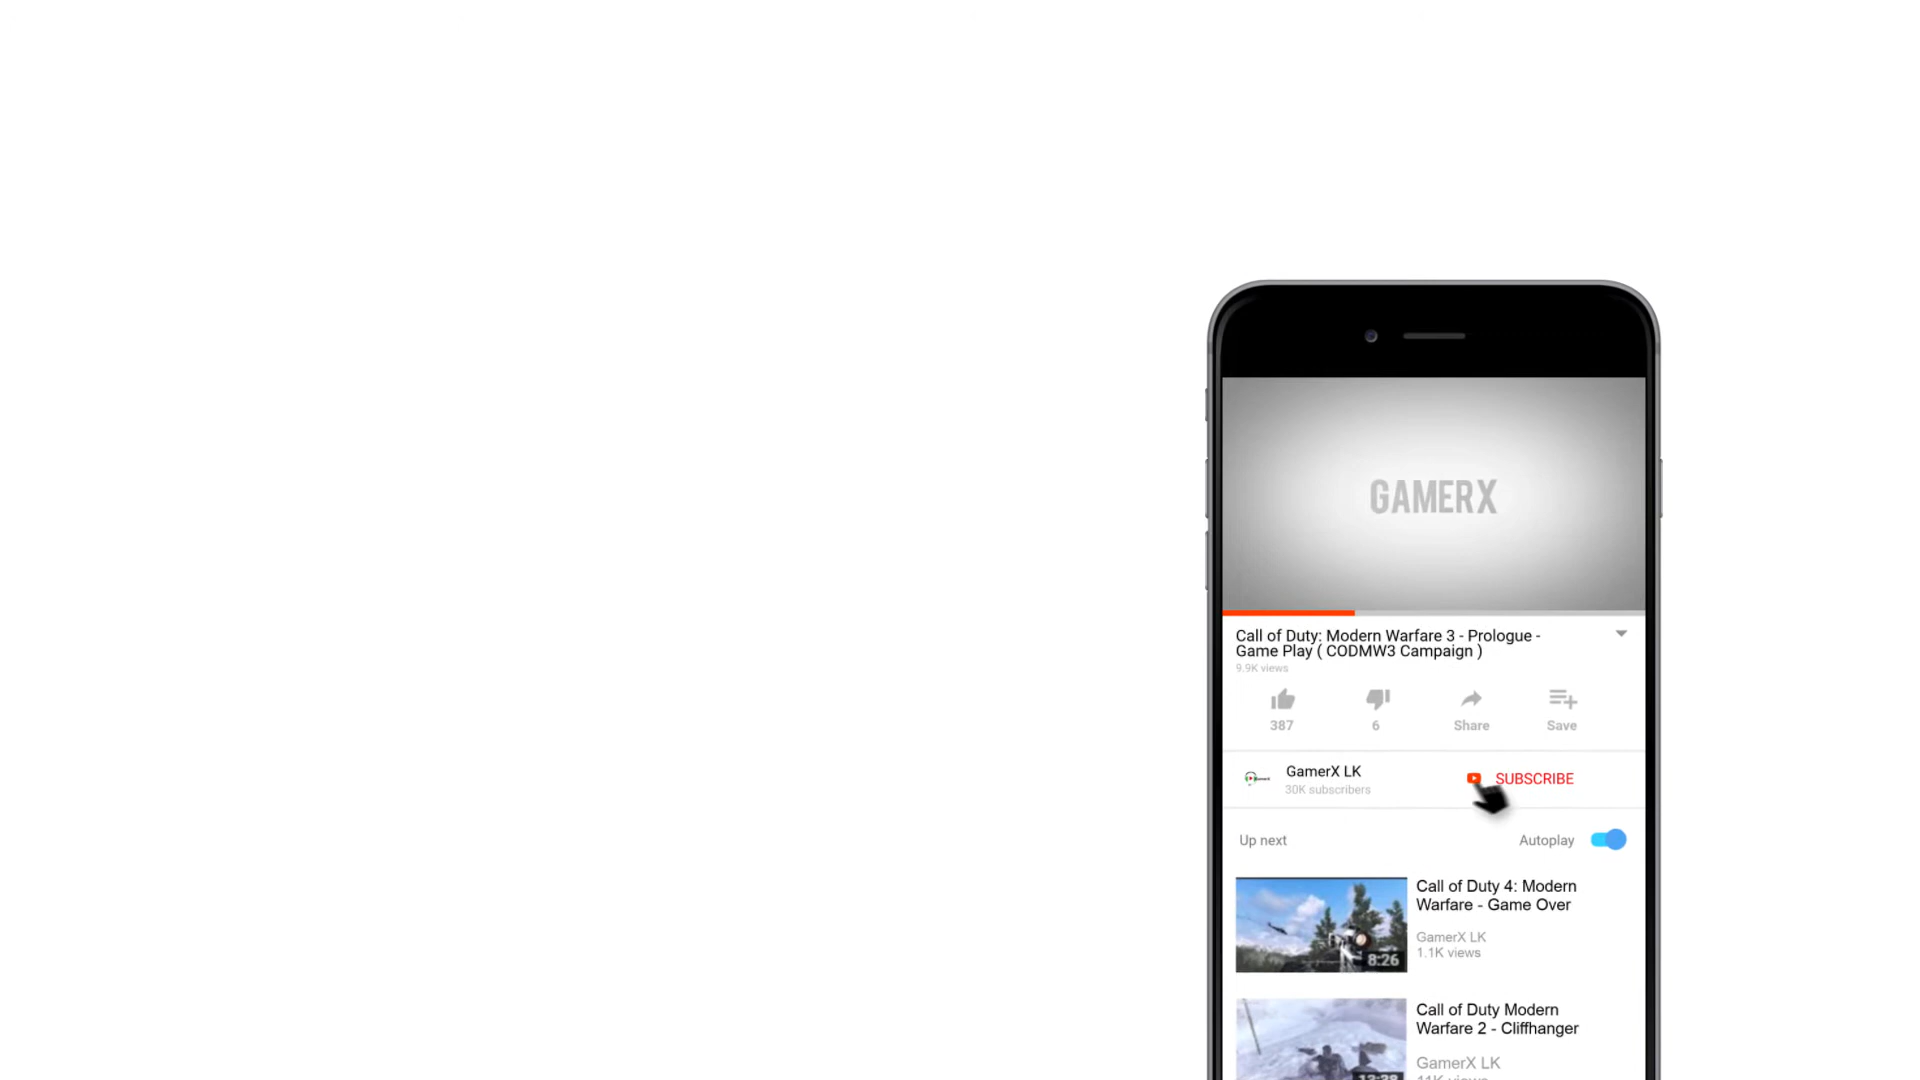 GAMERX
Call of Duty: Modern Warfare 3 - Prologue -
Game Play ( CODMW3 Campaign )
9.9K views
387
6
Share
Save
GamerX LK
30K subscribers
SUBSCRIBE
Up next
Autoplay
8:26
Call of Duty 4: Modern
Warfare - Game Over
GamerX LK
1.1K views
Call of Duty Modern
Warfare 2 - Cliffhanger
GamerX LK
11K views